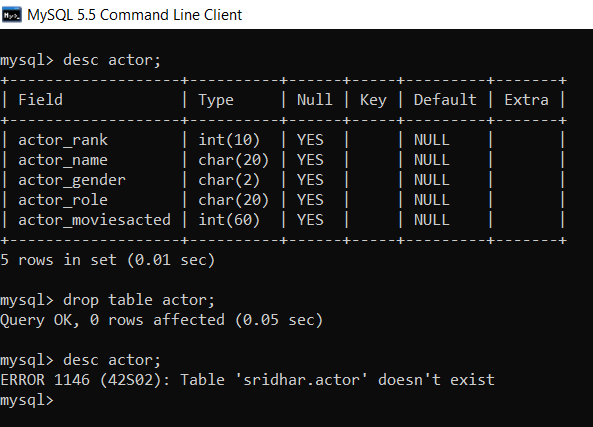 MySQL 5.5 Command Line Client
mysql> desc actor;
+-------------------+----------+------+-----+---------+-------+
| Field             | Type     | Null | Key | Default | Extra |
+-------------------+----------+------+-----+---------+-------+
| actor_rank        | int(10)  | YES  |     | NULL    |       |
| actor_name        | char(20) | YES  |     | NULL    |       |
| actor_gender      | char(2)  | YES  |     | NULL    |       |
| actor_role        | char(20) | YES  |     | NULL    |       |
| actor_moviesacted | int(60)  | YES  |     | NULL    |       |
+-------------------+----------+------+-----+---------+-------+
5 rows in set (0.01 sec)
mysql> drop table actor;
Query OK, 0 rows affected (0.05 sec)
mysql> desc actor;
ERROR 1146 (42S02): Table 'sridhar.actor' doesn't exist
mysql>